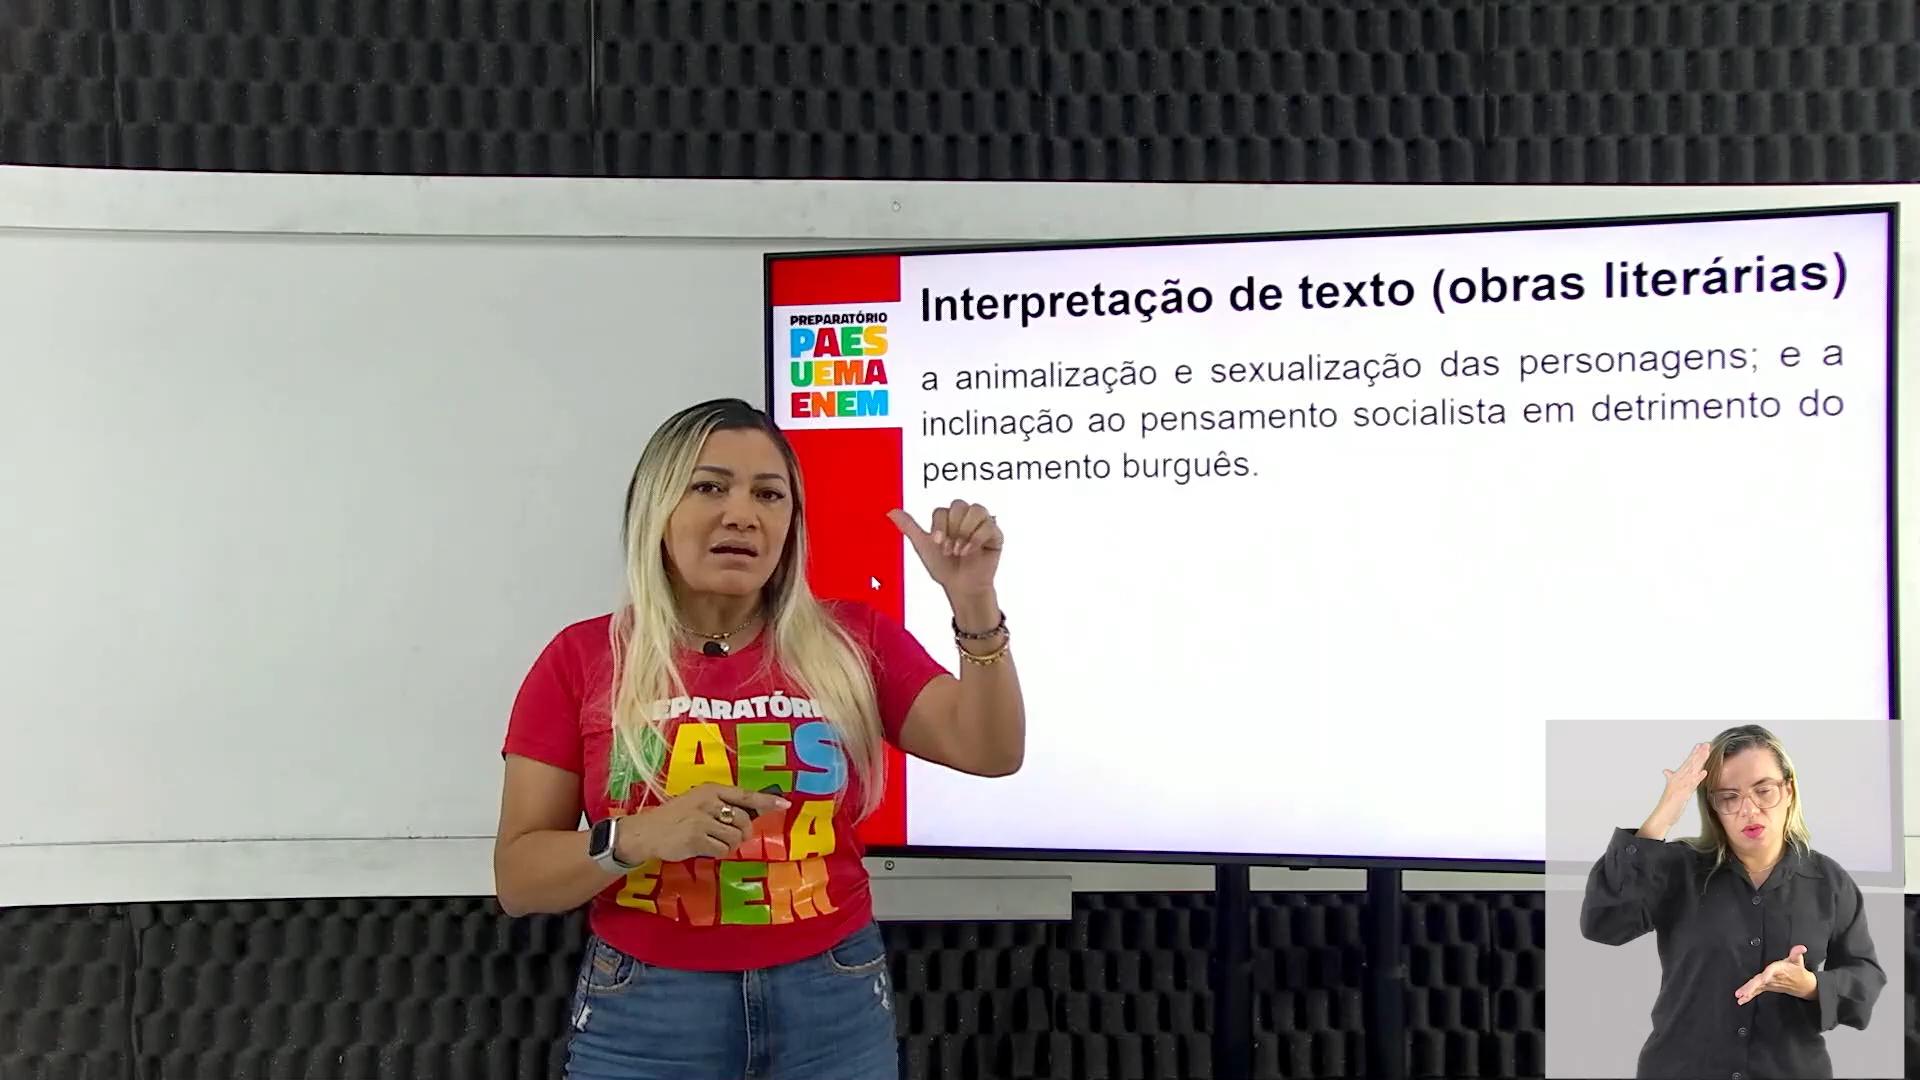 Interpretação de texto (obras literárias)
PREPARATÓRIO
PAES
UEMA
ENEM
a animalização e sexualização das personagens; e a
inclinação ao pensamento socialista em detrimento do
pensamento burguês.
EPARATÓRI
PAES
MA
ENEM